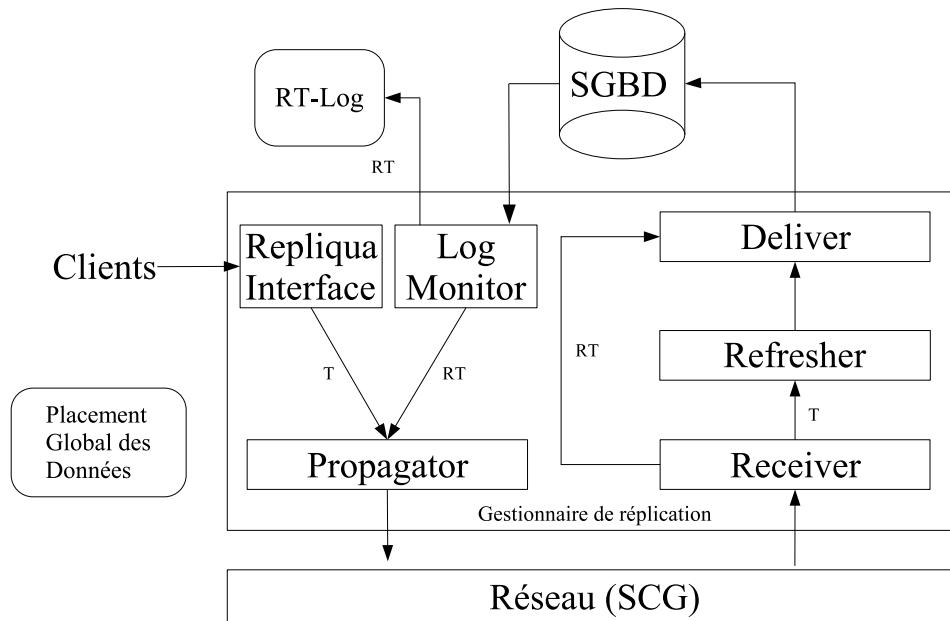 SGBD
RT-Log
RT
Repliqua
Interface
Log
Monitor
Deliver
Clients
T
RT
RT
Refresher
T
Placement
Global des
Données
Propagator
Receiver
Gestionnaire de réplication
Réseau (SCG)